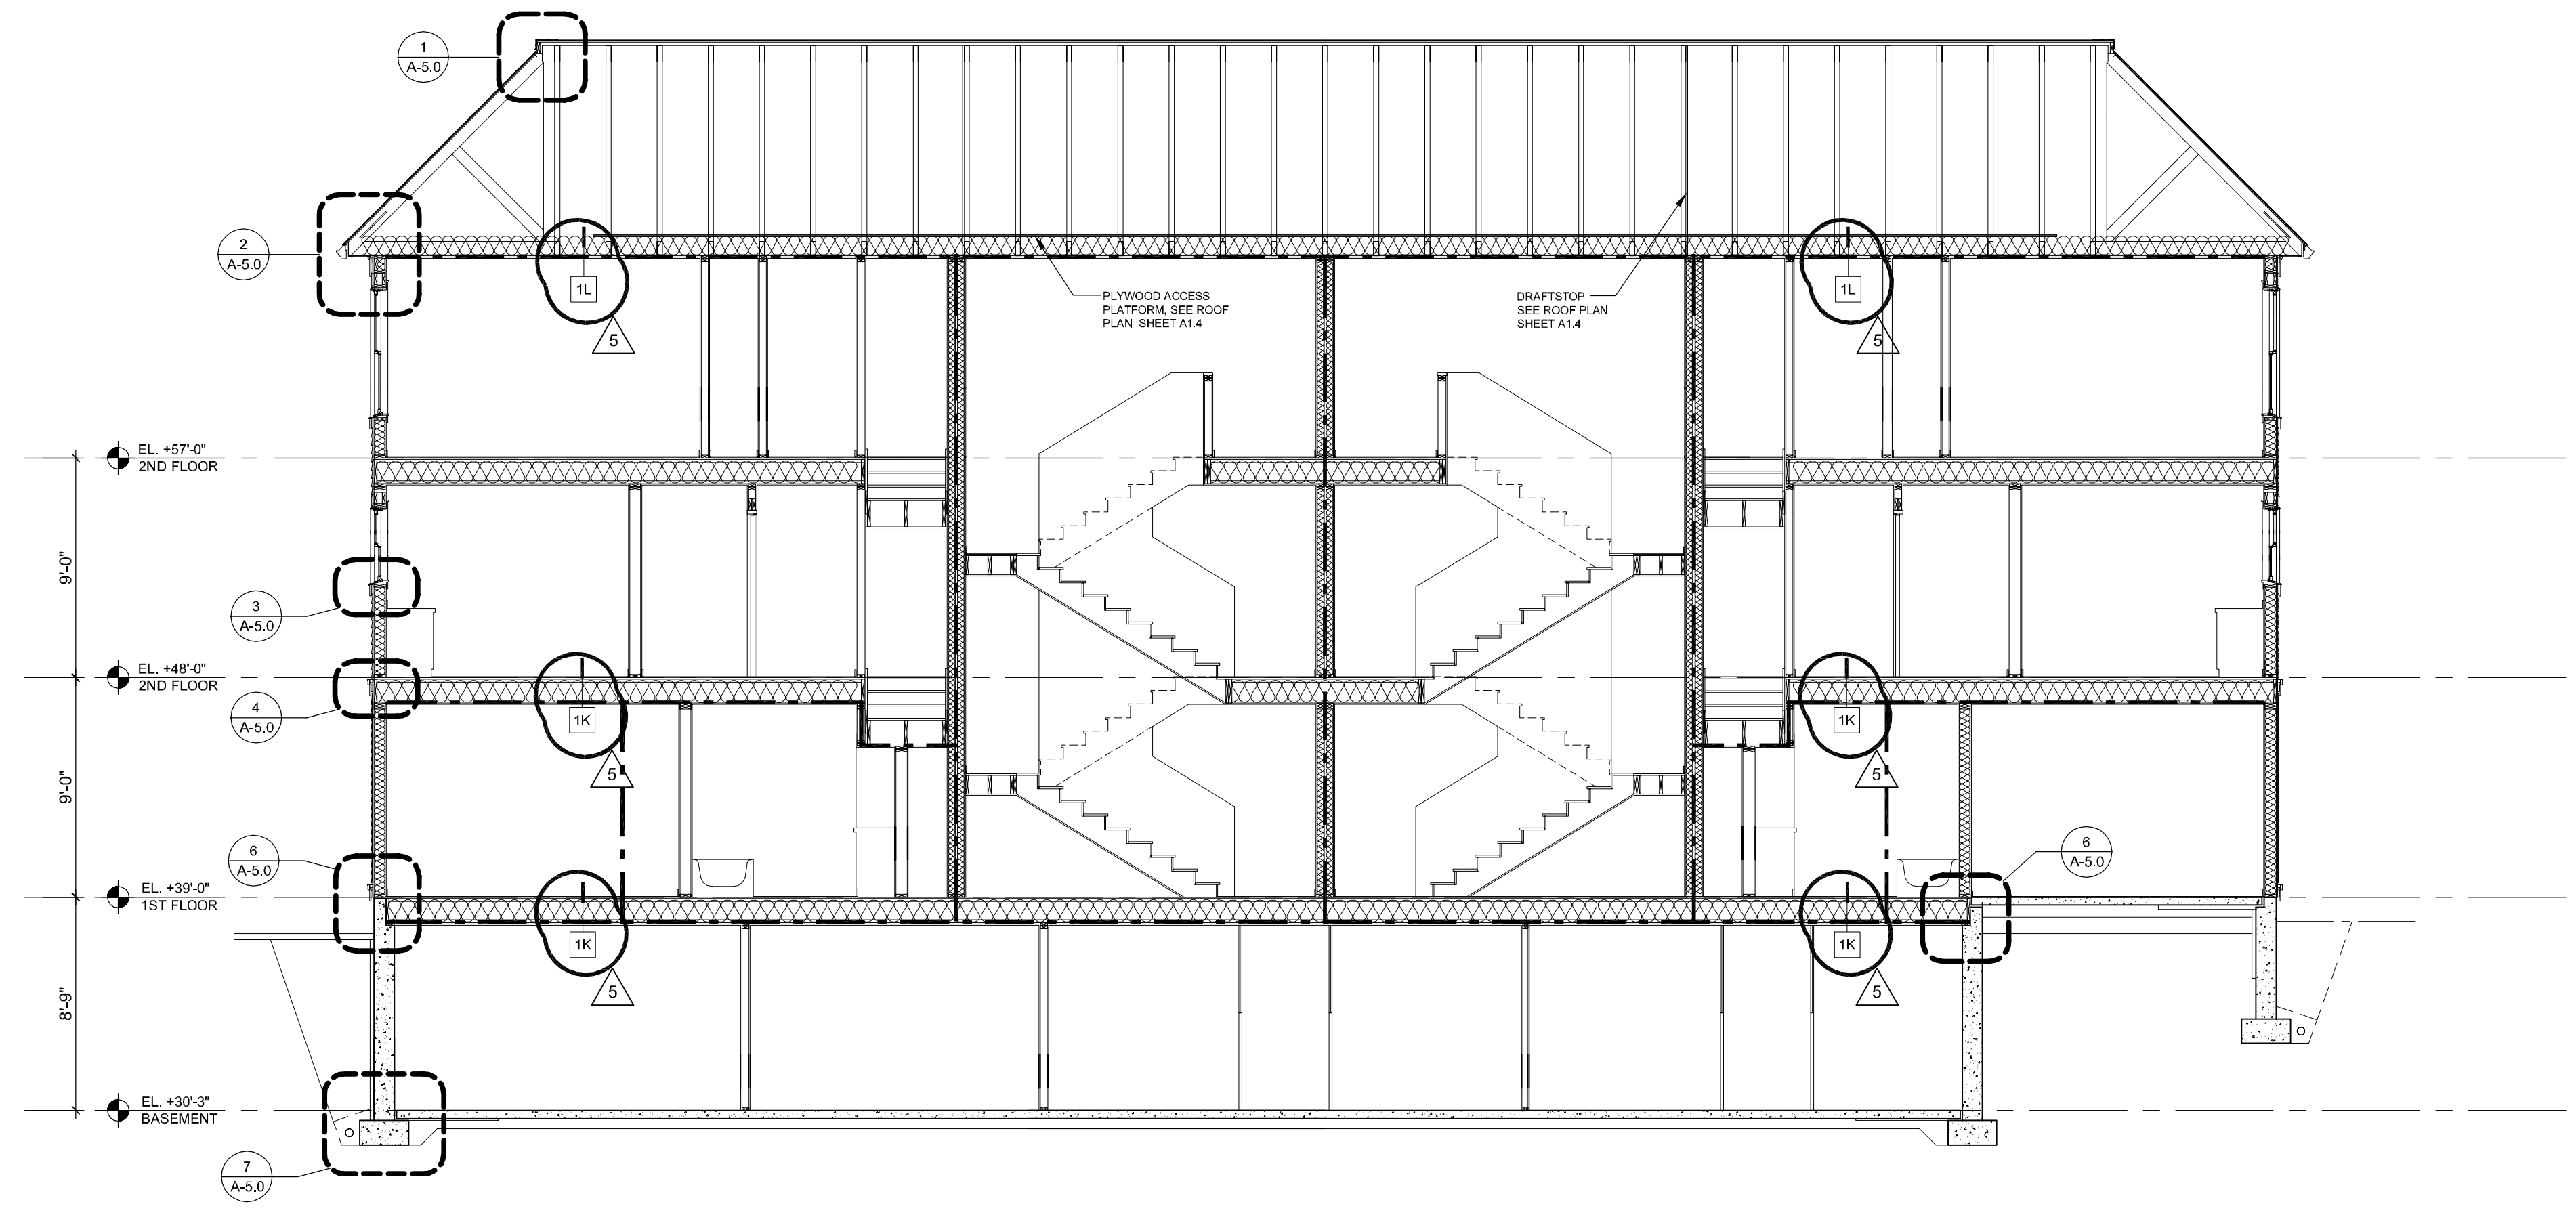 1
A-5.0
2
A-5.0
1L
5
PLYWOOD ACCESS
PLATFORM, SEE ROOF
PLAN SHEET A1.4
DRAFTSTOP
SEE ROOF PLAN
SHEET A1.4
1L
5
EL. +57'-0"
2ND FLOOR
9'-0"
3
A-5.0
EL. +48'-0"
2ND FLOOR
4
A-5.0
1K
5
1K
5
9'-0"
6
A-5.0
6
A-5.0
EL. +39'-0"
1ST FLOOR
1K
5
1K
5
8'-9"
EL. +30'-3"
BASEMENT
7
A-5.0